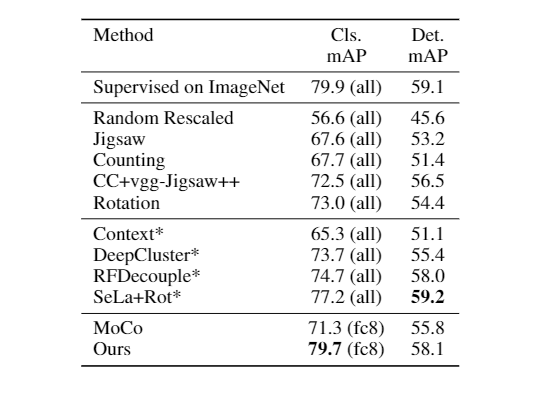 Method Cls. Det.
mAP mAP
Supervised on ImageNet 79.9 (all) 59.1
Random Rescaled 56.6 (all) 45.6
Jigsaw 67.6 (all) 53.2
Counting 67.7 (all) 51.4
CC+vgg-Jigsaw++ 72.5 (all) 56.5
Rotation 73.0 (all) 54.4
Context* 65.3 (all) 51.1
DeepCluster* 73.7 (all) 55.4
RFDecouple* 74.7 (all) 58.0
SeLa+Rot* 77.2 (all) 59.2
MoCo 71.3 (fc8) 55.8
Ours 79.7 (fc8) 58.1